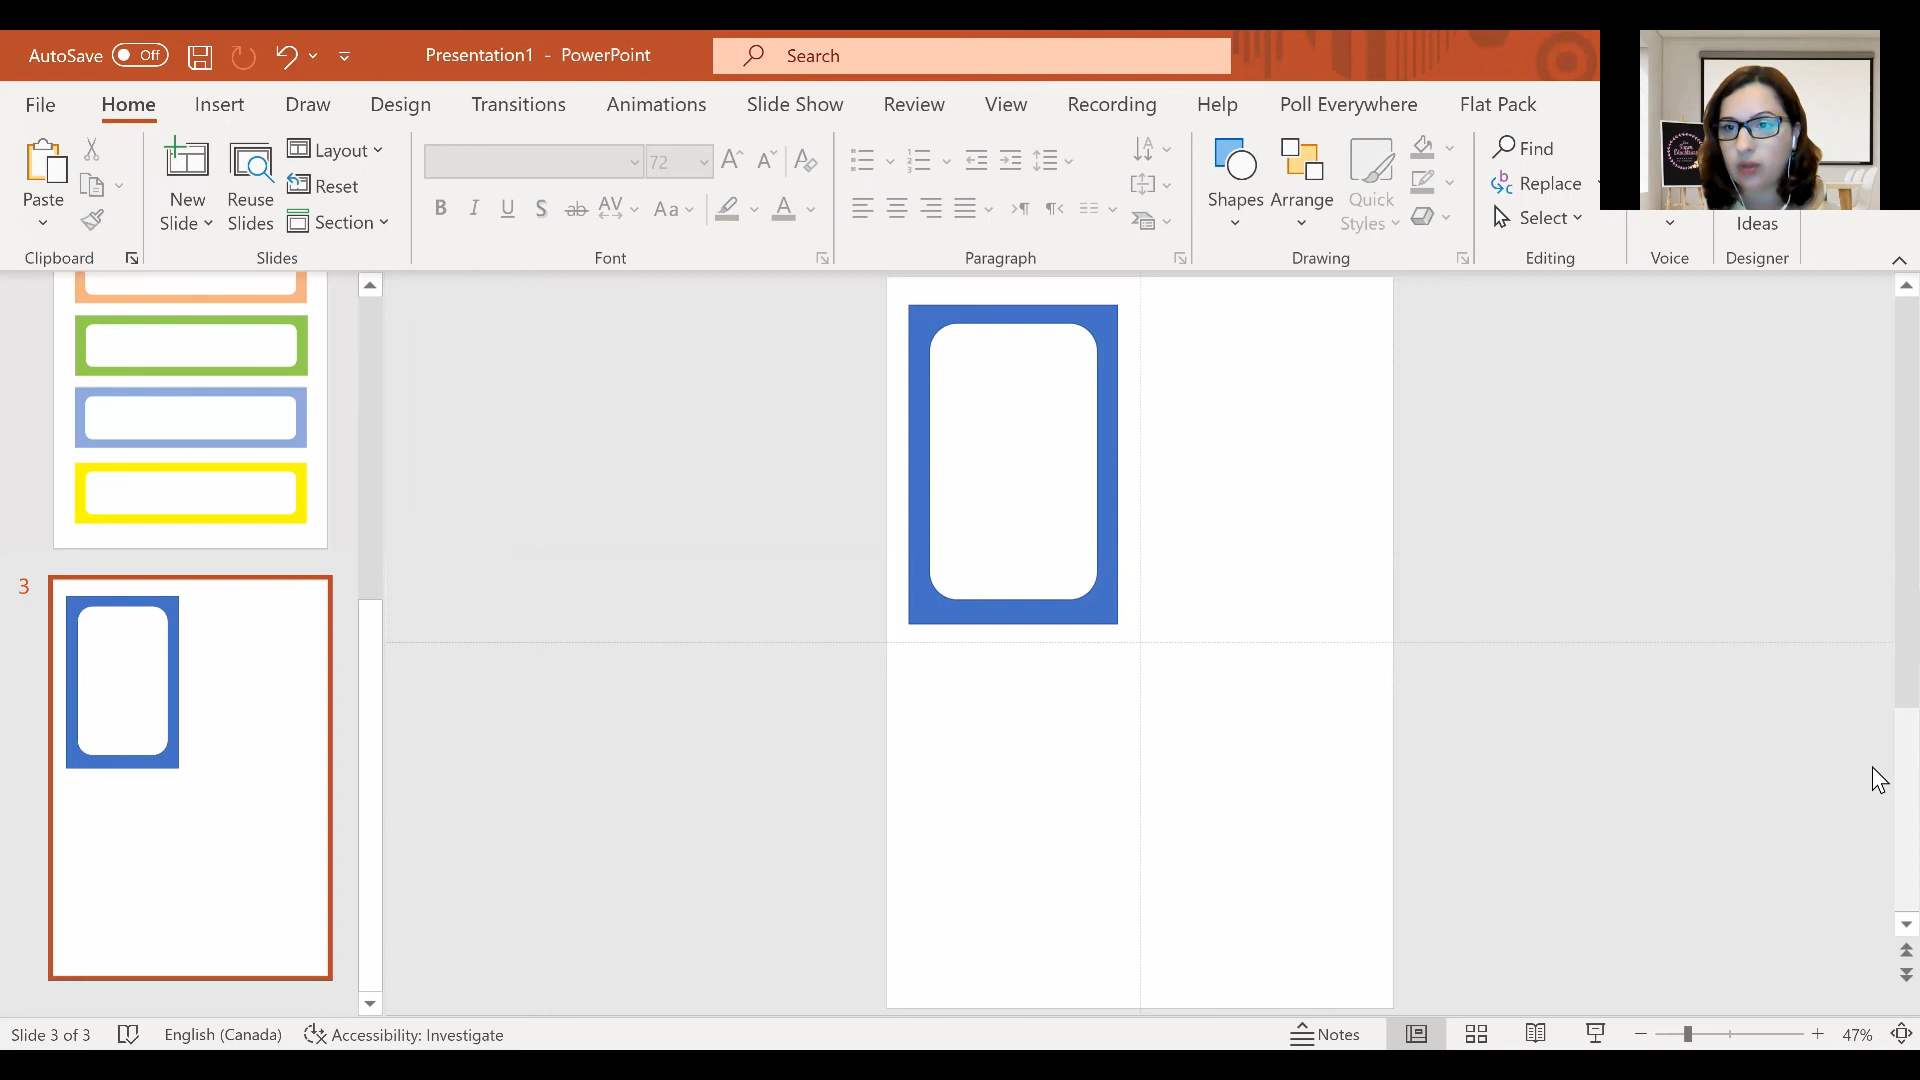 AutoSave Off Presentation1 - PowerPoint Search
File Home Insert Draw Design Transitions Animations Slide Show Review View Recording Help Poll Everywhere Flat Pack
Paste
New Slide
Reuse Slides
Layout
Reset
Section
72
Shapes
Arrange
Quick Styles
Find
Replace
Select
Ideas
Clipboard Slides Font Paragraph Drawing Editing Voice Designer
3
Slide 3 of 3 English (Canada) Accessibility: Investigate Notes 47%